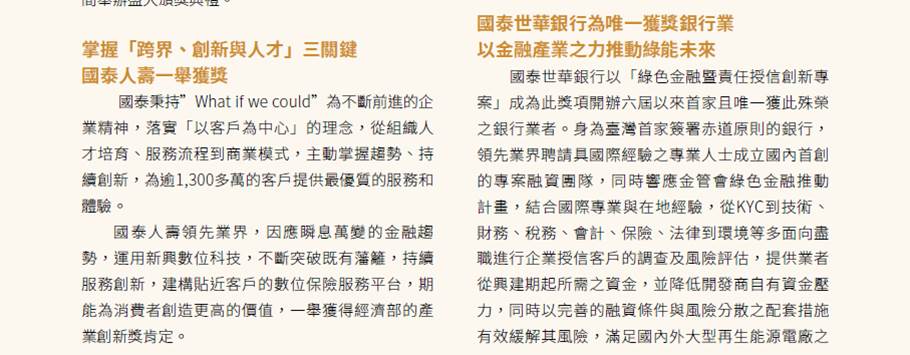 間舉辦盛大頒獎典禮。
掌握「跨界、創新與人才」三關鍵
國泰人壽一舉獲獎
國泰秉持”What if we could”為不斷前進的企
業精神，落實「以客戶為中心」的理念，從組織人
才培育、服務流程到商業模式，主動掌握趨勢、持
續創新，為逾1,300多萬的客戶提供最優質的服務和
體驗。
國泰人壽領先業界，因應瞬息萬變的金融趨
勢，運用新興數位科技，不斷突破既有藩籬，持續
服務創新，建構貼近客戶的數位保險服務平台，期
能為消費者創造更高的價值，一舉獲得經濟部的產
業創新獎肯定。
國泰世華銀行為唯一獲獎銀行業
以金融產業之力推動綠能未來
國泰世華銀行以「綠色金融暨責任授信創新專
案」成為此獎項開辦六屆以來首家且唯一獲此殊榮
之銀行業者。身為臺灣首家簽署赤道原則的銀行，
領先業界聘請具國際經驗之專業人士成立國內首創
的專案融資團隊，同時響應金管會綠色金融推動
計畫，結合國際專業與在地經驗，從KYC到技術、
財務、稅務、會計、保險、法律到環境等多面向盡
職進行企業授信客戶的調查及風險評估，提供業者
從興建期起所需之資金，並降低開發商自有資金壓
力，同時以完善的融資條件與風險分散之配套措施
有效緩解其風險，滿足國內外大型再生能源電廠之